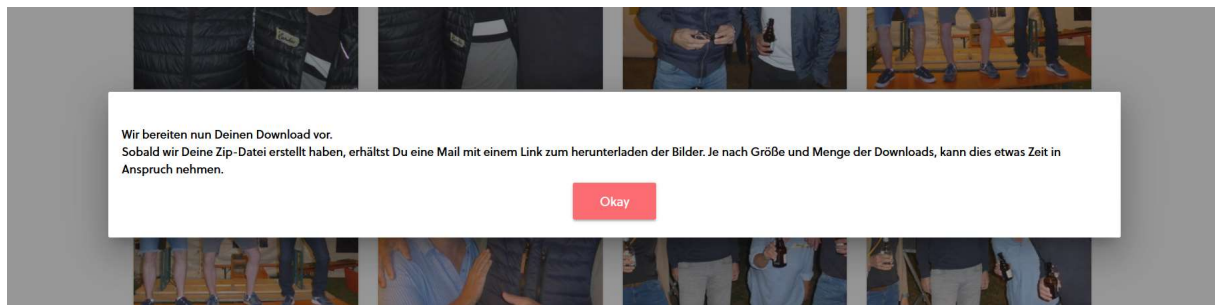 Wir bereiten nun Deinen Download vor.
Sobald wir Deine Zip-Datei erstellt haben, erhältst Du eine Mail mit einem Link zum herunterladen der Bilder. Je nach Größe und Menge der Downloads, kann dies etwas Zeit in
Anspruch nehmen.
Okay